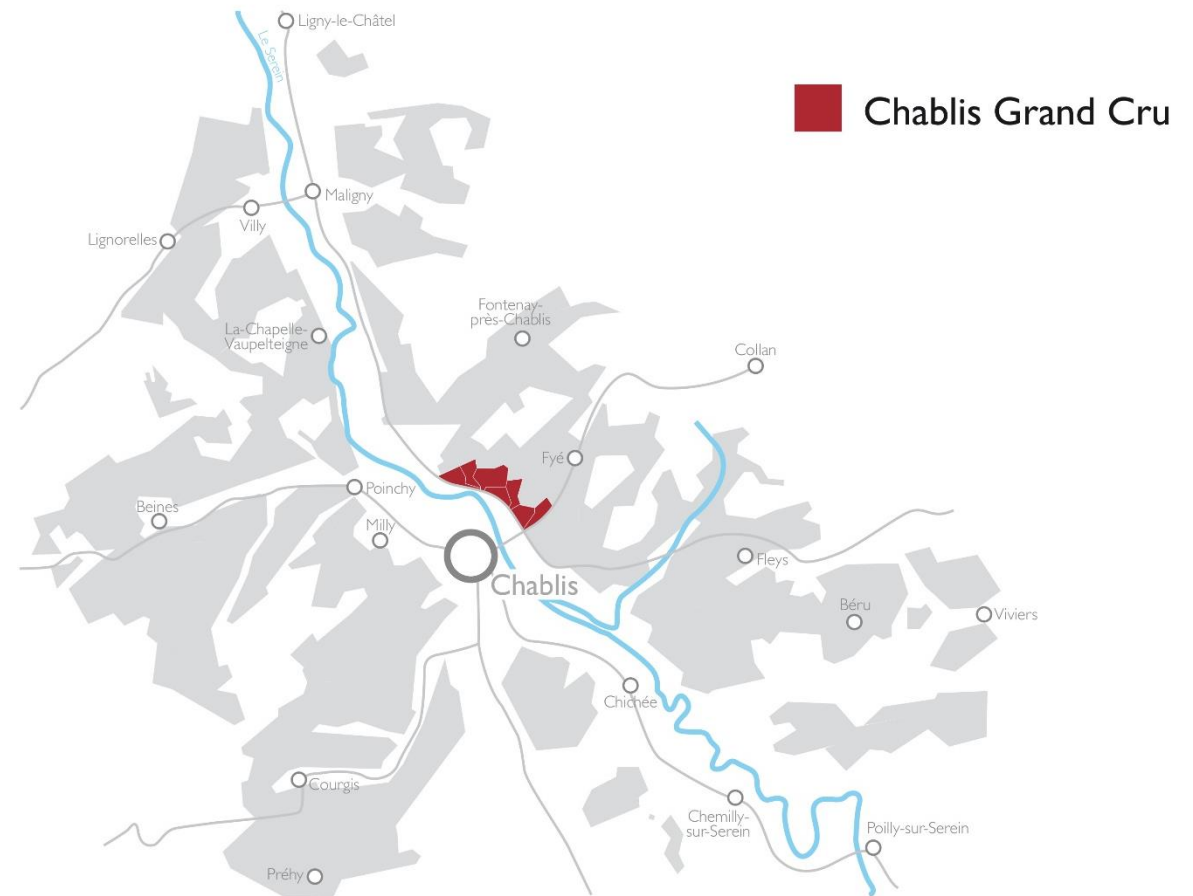 Ligny-le-Châtel
Le Serein
Chablis Grand Cru
Maligny
Villy
Lignorelles
Fontenay-
près-Chablis
La-Chapelle-
Vaupelteigne
Collan
Fyé
Poinchy
Beines
Milly
Fleys
Chablis
Béru
Viviers
Chichée
Courgis
Chemilly-
sur-Serein
Poilly-sur-Serein
Préhy